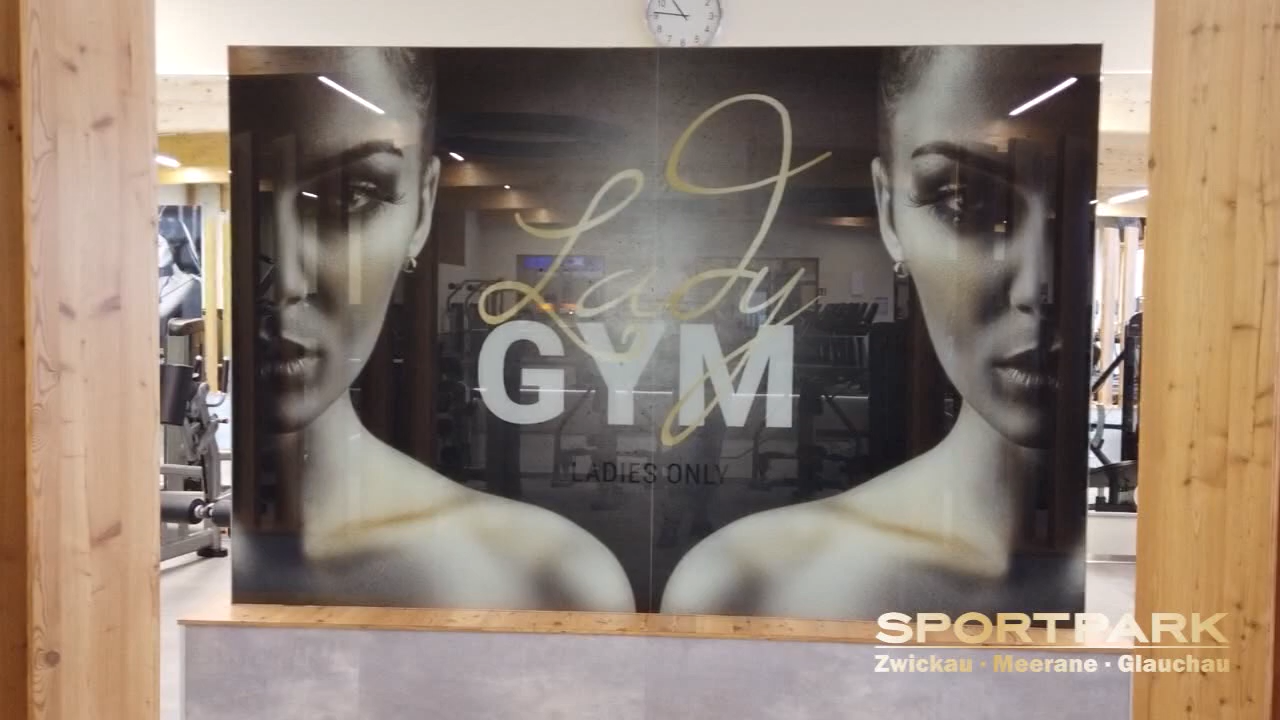 Lady
GYM
LADIES ONLY
SPORTPARK
Zwickau · Meerane · Glauchau